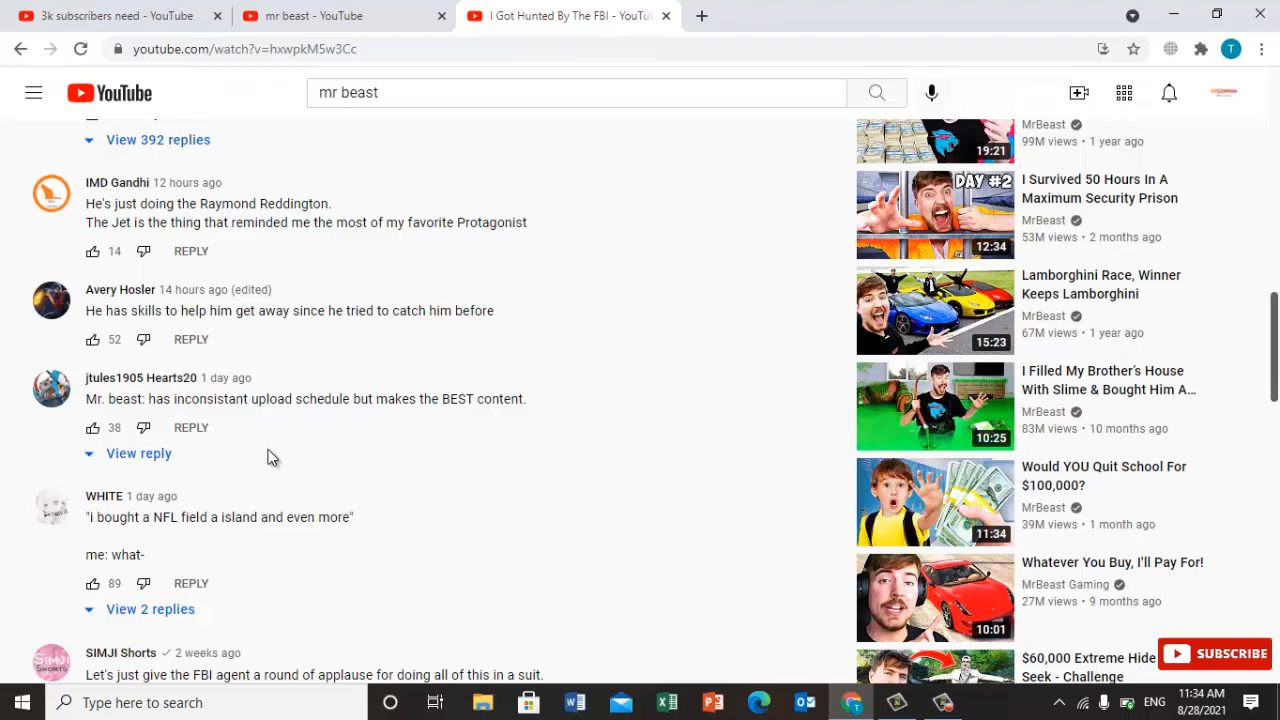 3k subscribers need - YouTube
mr beast - YouTube
I Got Hunted By The FBI - YouTu
youtube.com/watch?v=hxwpkM5w3Cc
T
YouTube
mr beast
View 392 replies
IMD Gandhi 12 hours ago
He's just doing the Raymond Reddington.
The Jet is the thing that reminded me the most of my favorite Protagonist
14 REPLY
Avery Hosler 14 hours ago (edited)
He has skills to help him get away since he tried to catch him before
52 REPLY
jtules1905 Hearts20 1 day ago
Mr. beast: has inconsistant upload schedule but makes the BEST content.
38 REPLY
View reply
WHITE 1 day ago
"i bought a NFL field a island and even more"
me: what-
89 REPLY
View 2 replies
SIMJI Shorts 2 weeks ago
SIMJI
SHORTS
Let's just give the FBI agent a round of applause for doing all of this in a suit.
19:21
MrBeast
99M views • 1 year ago
DAY #2
12:34
I Survived 50 Hours In A
Maximum Security Prison
MrBeast
53M views • 2 months ago
15:23
Lamborghini Race, Winner
Keeps Lamborghini
MrBeast
67M views • 1 year ago
10:25
I Filled My Brother's House
With Slime & Bought Him A...
MrBeast
83M views • 10 months ago
11:34
Would YOU Quit School For
$100,000?
MrBeast
39M views • 1 month ago
10:01
Whatever You Buy, I'll Pay For!
MrBeast Gaming
27M views • 9 months ago
$60,000 Extreme Hide
Seek - Challenge
SUBSCRIBE
Type here to search
ENG
11:34 AM
8/28/2021